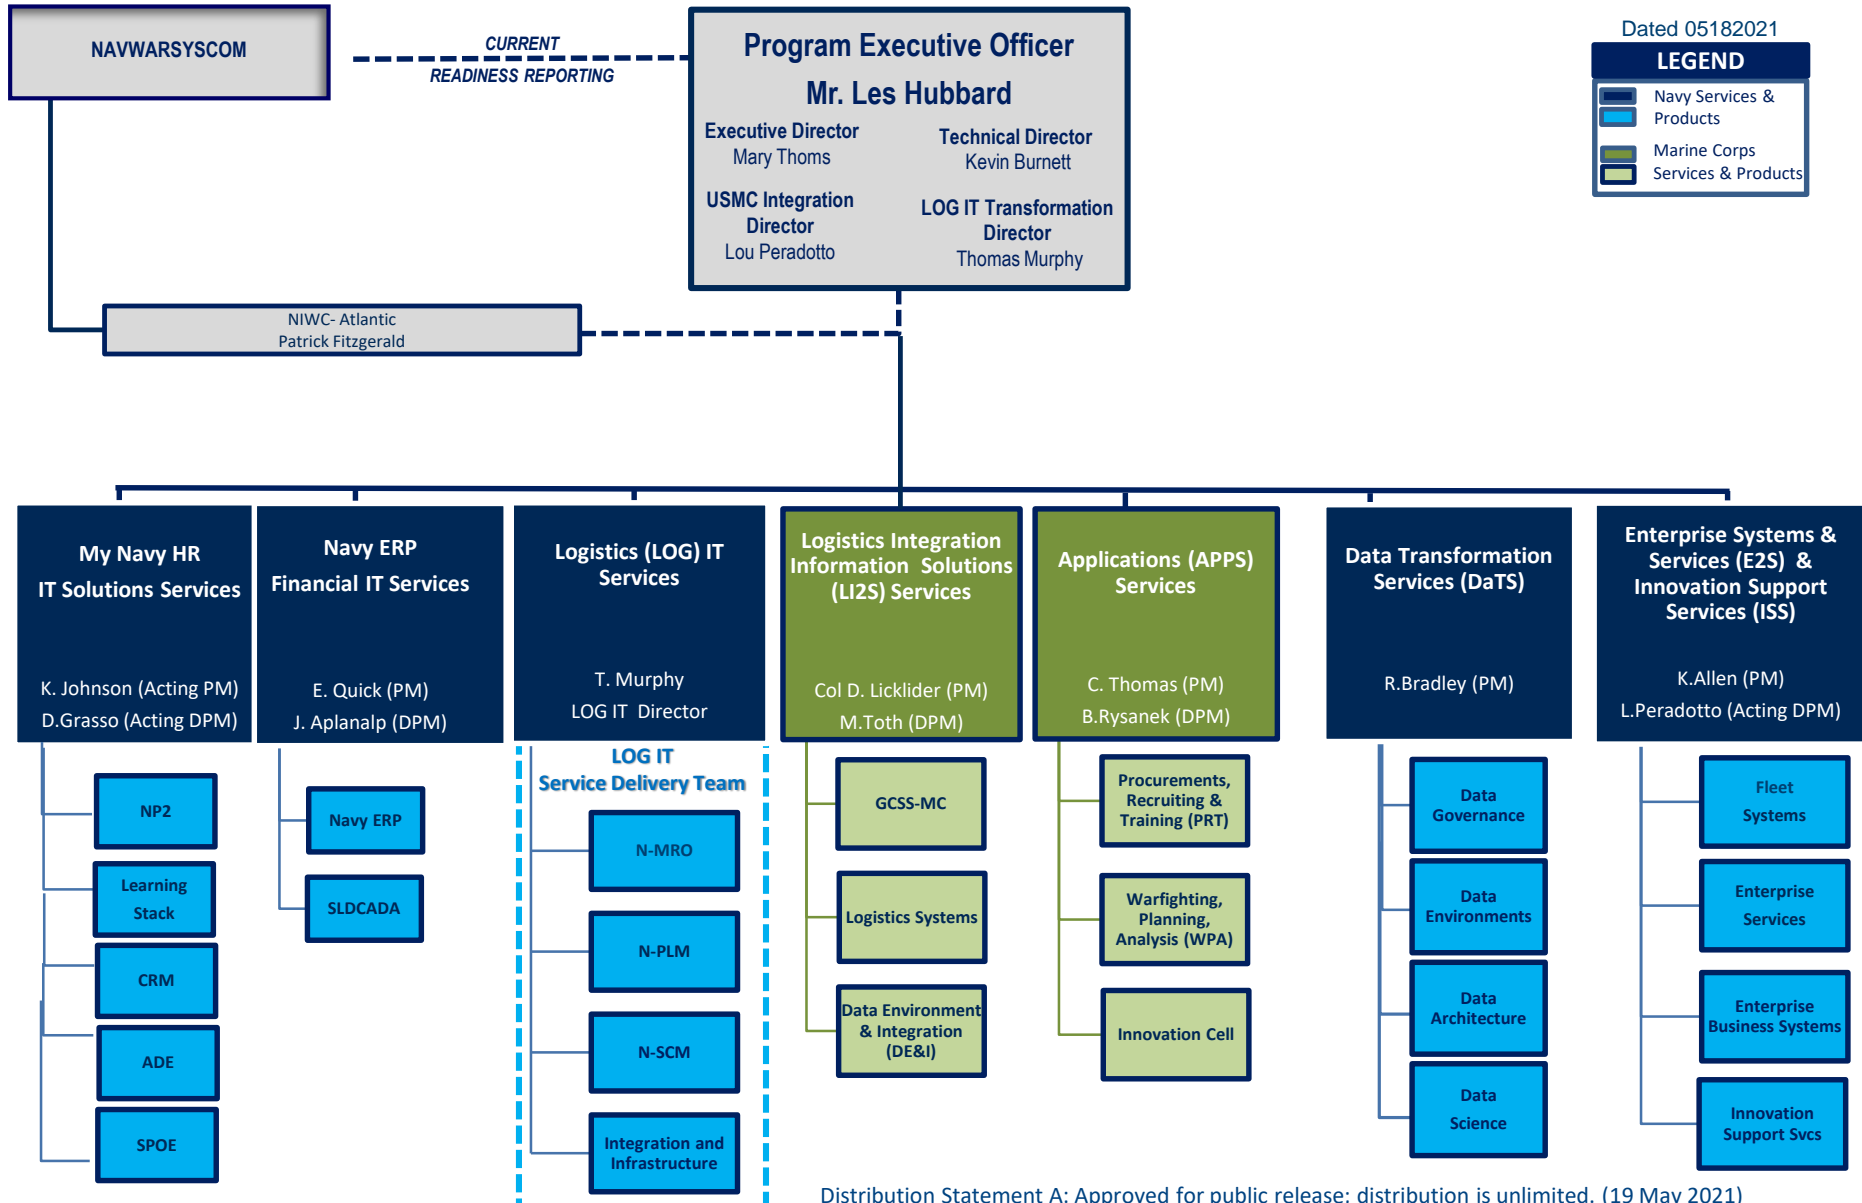 NAVWARSYSCOM
CURRENT
READINESS REPORTING
Program Executive Officer
Mr. Les Hubbard
Executive Director
Mary Thoms
Technical Director
Kevin Burnett
USMC Integration
Director
Lou Peradotto
LOG IT Transformation
Director
Thomas Murphy
Dated 05182021
LEGEND
Navy Services &
Products
Marine Corps
Services & Products
NIWC- Atlantic
Patrick Fitzgerald
My Navy HR
IT Solutions Services
K. Johnson (Acting PM)
D.Grasso (Acting DPM)
NP2
Learning
Stack
CRM
ADE
SPOE
Navy ERP
Financial IT Services
E. Quick (PM)
J. Aplanalp (DPM)
Navy ERP
SLDCADA
Logistics (LOG) IT
Services
T. Murphy
LOG IT Director
LOG IT
Service Delivery Team
N-MRO
N-PLM
N-SCM
Integration and
Infrastructure
Logistics Integration
Information Solutions
(LI2S) Services
Col D. Licklider (PM)
M.Toth (DPM)
GCSS-MC
Logistics Systems
Data Environment
& Integration
(DE&I)
Applications (APPS)
Services
C. Thomas (PM)
B.Rysanek (DPM)
Procurements,
Recruiting &
Training (PRT)
Warfighting,
Planning,
Analysis (WPA)
Innovation Cell
Data Transformation
Services (DaTS)
R.Bradley (PM)
Data
Governance
Data
Environments
Data
Architecture
Data
Science
Enterprise Systems &
Services (E2S) &
Innovation Support
Services (ISS)
K.Allen (PM)
L.Peradotto (Acting DPM)
Fleet
Systems
Enterprise
Services
Enterprise
Business Systems
Innovation
Support Svcs
Distribution Statement A: Approved for public release; distribution is unlimited. (19 May 2021)